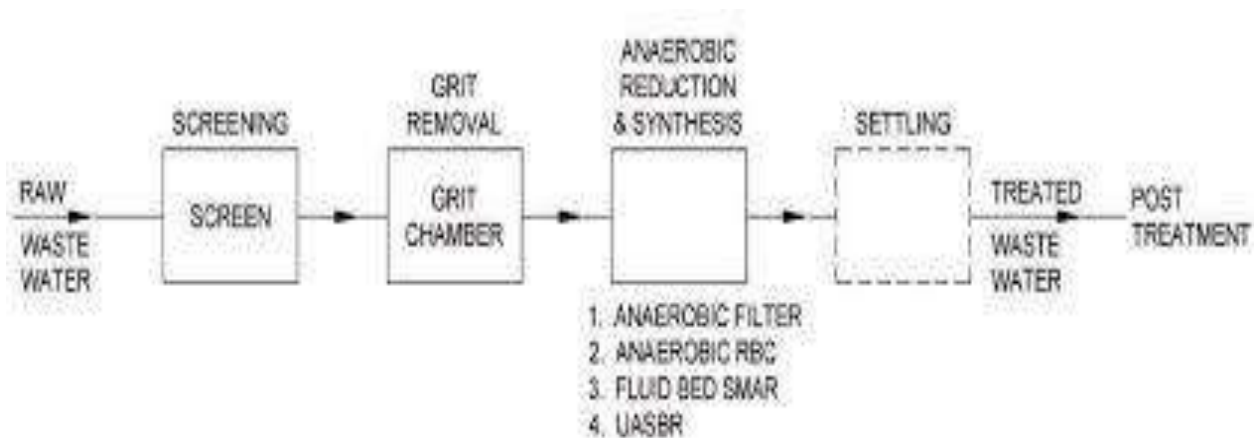 RAW
WASTE
WATER
SCREENING
SCREEN
GRIT
REMOVAL
GRIT
CHAMBER
ANAEROBIC
REDUCTION
& SYNTHESIS
1. ANAEROBIC FILTER
2. ANAEROBIC RBC
3. FLUID BED SMAR
4. UASBR
SETTLING
TREATED
WASTE
WATER
POST
TREATMENT